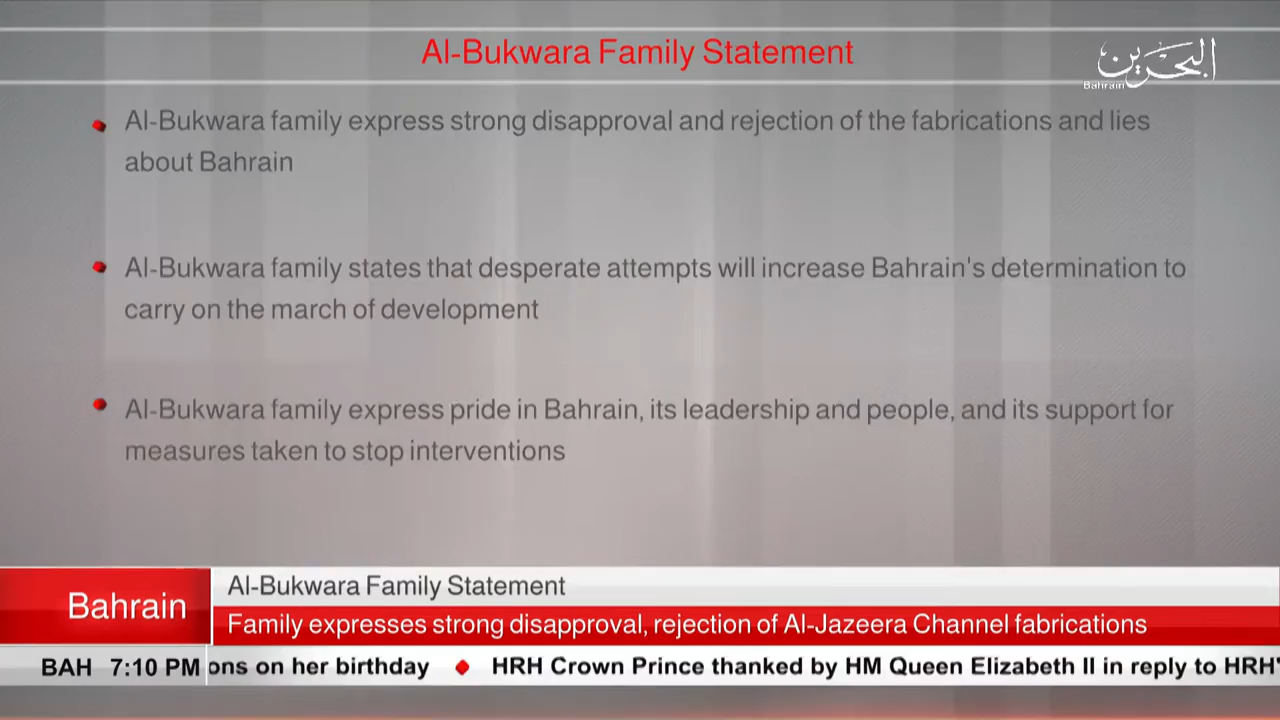 Al-Bukwara Family Statement
البحرين
Bahrain
Al-Bukwara family express strong disapproval and rejection of the fabrications and lies
about Bahrain
Al-Bukwara family states that desperate attempts will increase Bahrain's determination to
carry on the march of development
Al-Bukwara family express pride in Bahrain, its leadership and people, and its support for
measures taken to stop interventions
Bahrain
Al-Bukwara Family Statement
Family expresses strong disapproval, rejection of Al-Jazeera Channel fabrications
BAH 7:10 PM ons on her birthday HRH Crown Prince thanked by HM Queen Elizabeth II in reply to HRH'